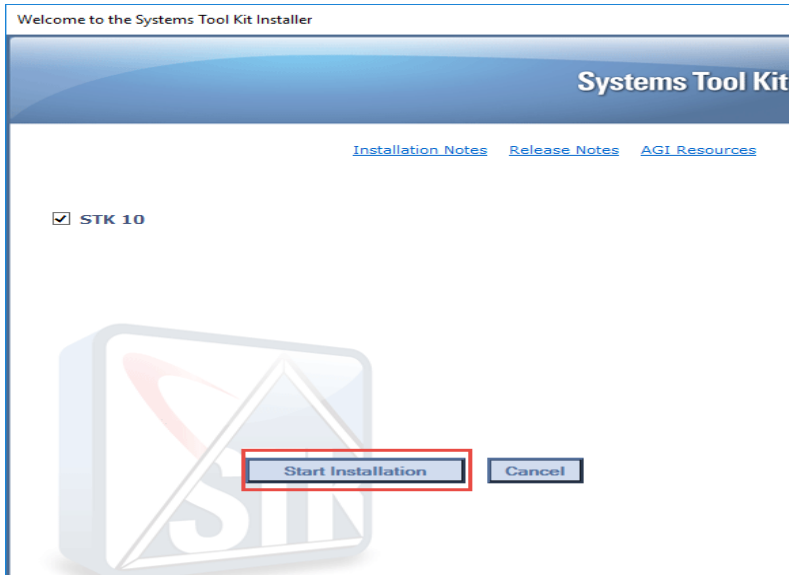 Welcome to the Systems Tool Kit Installer
Systems Tool Kit
Installation Notes Release Notes AGI Resources
STK 10
Start Installation Cancel
STK